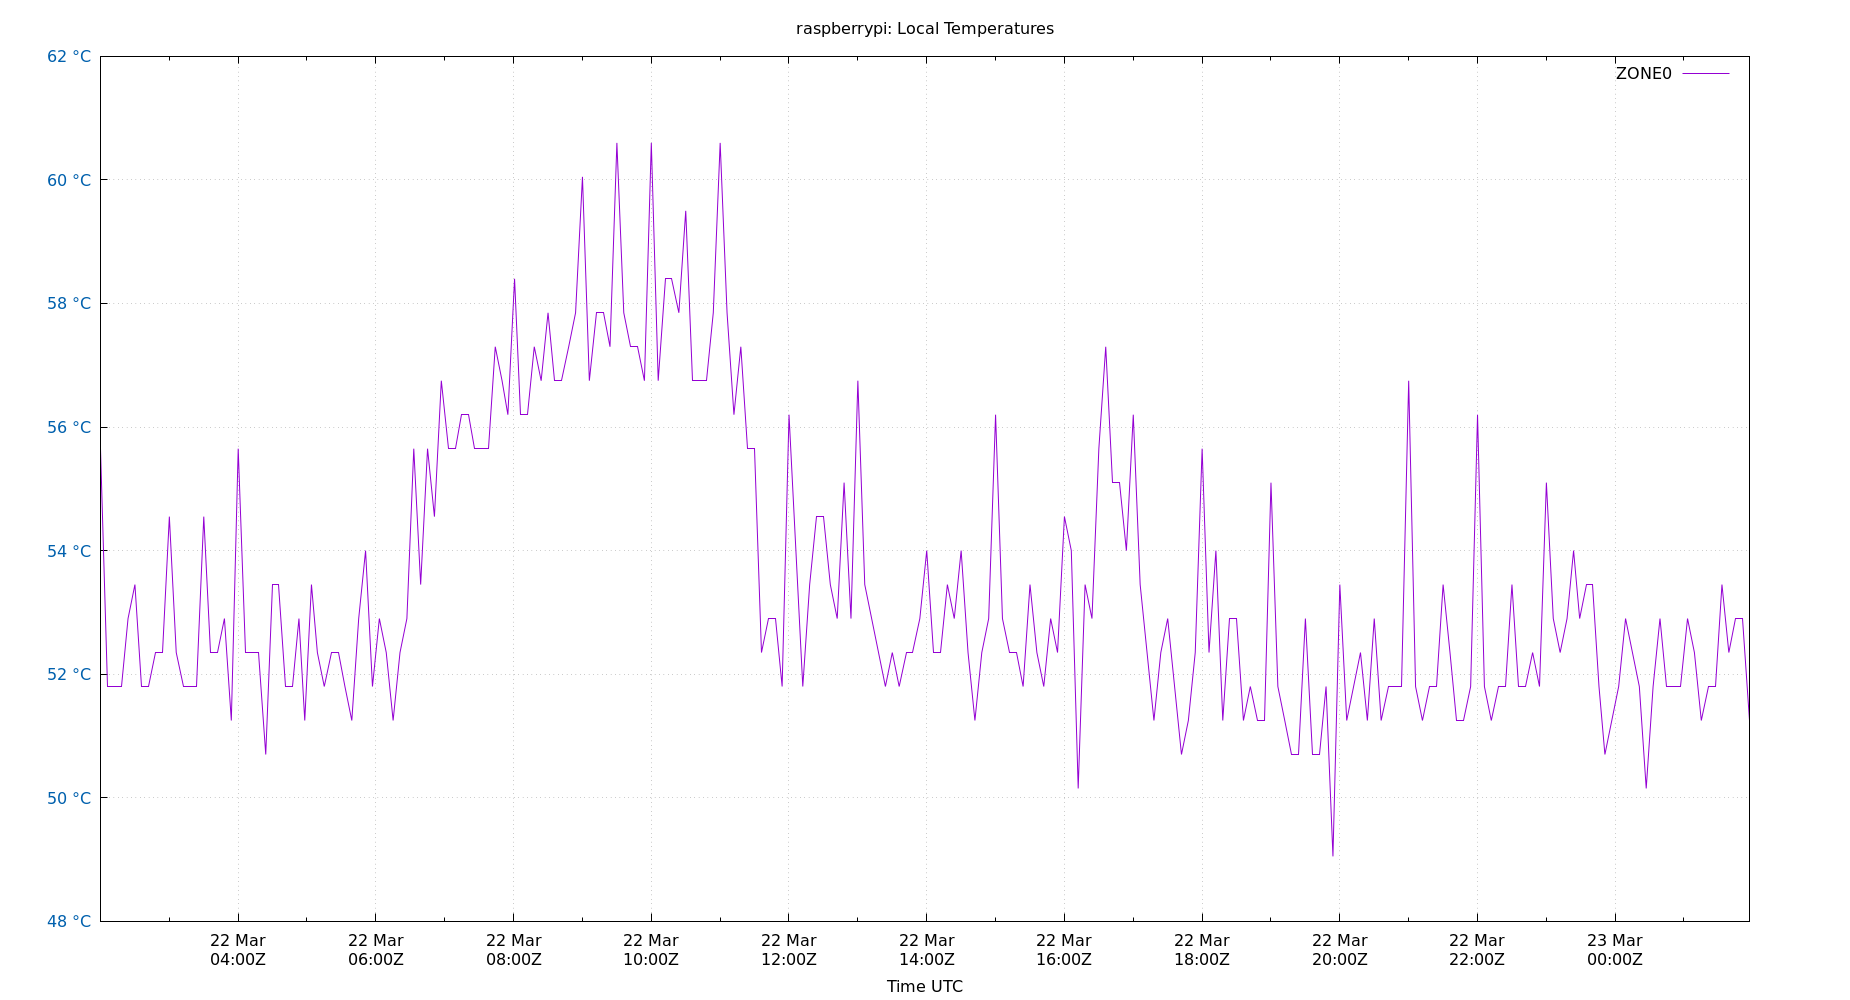 raspberrypi: Local Temperatures
62 °C
ZONE0
60 °C
58 °C
56 °C
54 °C
52 °C
50 °C
48 °C
22 Mar 22 Mar 22 Mar 22 Mar 22 Mar 22 Mar 22 Mar 22 Mar 22 Mar 22 Mar 23 Mar
04:00Z 06:00Z 08:00Z 10:00Z 12:00Z 14:00Z 16:00Z 18:00Z 20:00Z 22:00Z 00:00Z
Time UTC